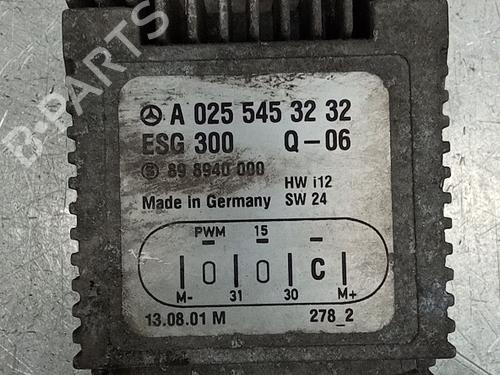 B-PARTS
A 025 545 32 32
ESG 300 Q-06
S 89 8940 000
HW i12
Made in Germany SW 24
PWM 15
C
M- 31 30 M+
13.08.01 M 278_2